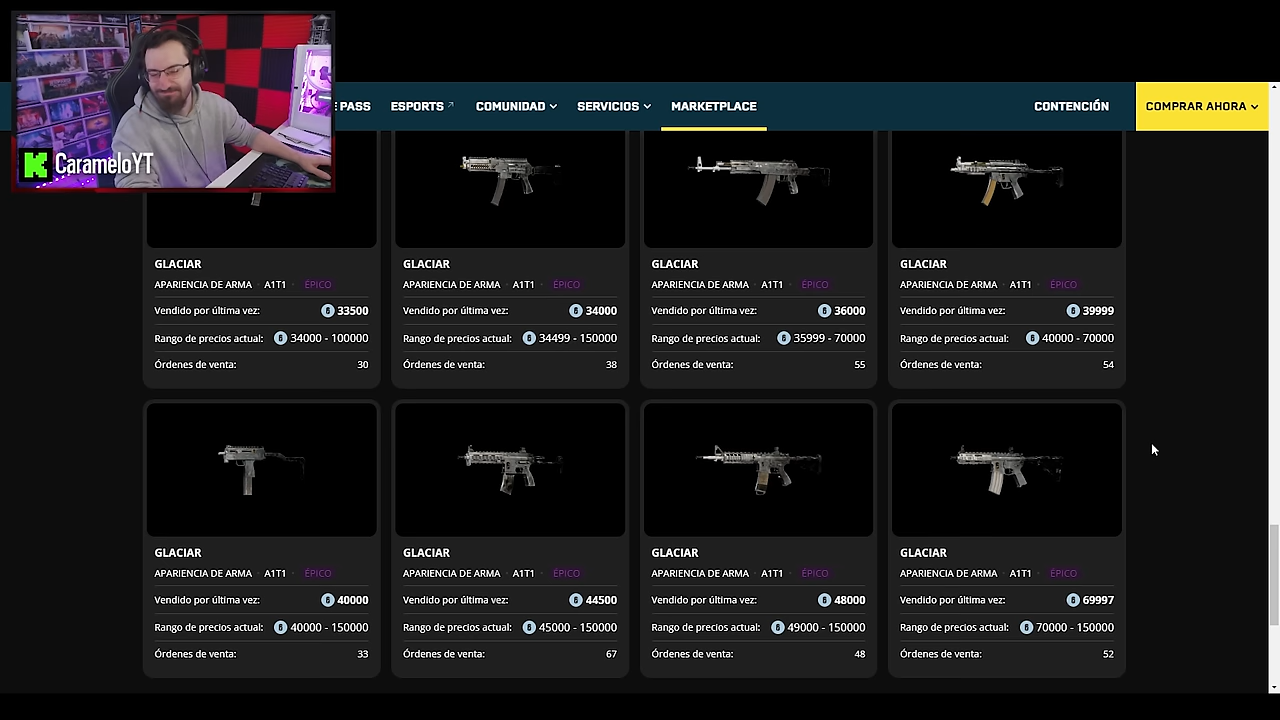 CarameloYT
PASS
ESPORTS
COMUNIDAD
SERVICIOS
MARKETPLACE
CONTENCIÓN
COMPRAR AHORA
GLACIAR
APARIENCIA DE ARMA A1T1 ÉPICO
Vendido por última vez: 33500
Rango de precios actual: 34000 - 100000
Órdenes de venta: 30
GLACIAR
APARIENCIA DE ARMA A1T1 ÉPICO
Vendido por última vez: 34000
Rango de precios actual: 34499 - 150000
Órdenes de venta: 38
GLACIAR
APARIENCIA DE ARMA A1T1 ÉPICO
Vendido por última vez: 36000
Rango de precios actual: 35999 - 70000
Órdenes de venta: 55
GLACIAR
APARIENCIA DE ARMA A1T1 ÉPICO
Vendido por última vez: 39999
Rango de precios actual: 40000 - 70000
Órdenes de venta: 54
GLACIAR
APARIENCIA DE ARMA A1T1 ÉPICO
Vendido por última vez: 40000
Rango de precios actual: 40000 - 150000
Órdenes de venta: 33
GLACIAR
APARIENCIA DE ARMA A1T1 ÉPICO
Vendido por última vez: 44500
Rango de precios actual: 45000 - 150000
Órdenes de venta: 67
GLACIAR
APARIENCIA DE ARMA A1T1 ÉPICO
Vendido por última vez: 48000
Rango de precios actual: 49000 - 150000
Órdenes de venta: 48
GLACIAR
APARIENCIA DE ARMA A1T1 ÉPICO
Vendido por última vez: 69997
Rango de precios actual: 70000 - 150000
Órdenes de venta: 52